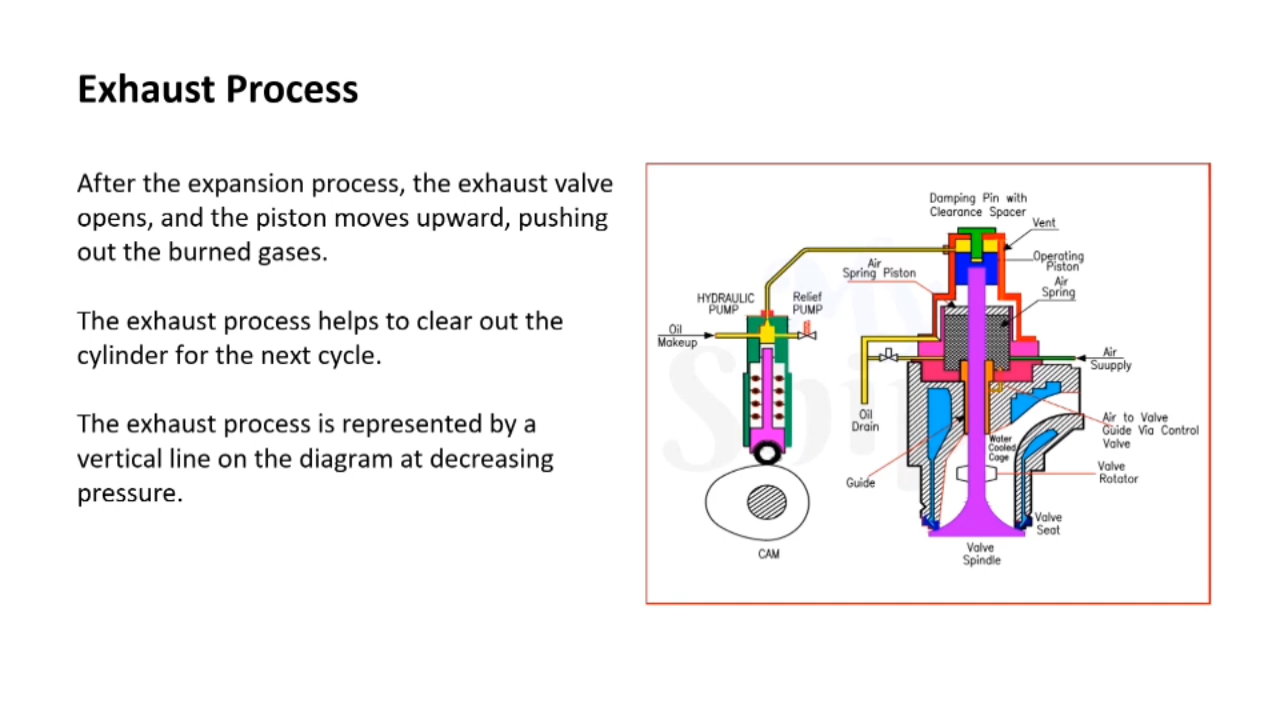 Exhaust Process
After the expansion process, the exhaust valve
opens, and the piston moves upward, pushing
out the burned gases.
The exhaust process helps to clear out the
cylinder for the next cycle.
The exhaust process is represented by a
vertical line on the diagram at decreasing
pressure.
Damping Pin with
Clearance Spacer
Vent
Operating
Piston
Air
Spring Piston
Air
Spring
HYDRAULIC
PUMP
Relief
PUMP
Oil
Makeup
Air
Suupply
Oil
Drain
Air to Valve
Guide Via Control
Valve
Water
Cooled
Cage
Valve
Rotator
Guide
Valve
Seat
CAM
Valve
Spindle